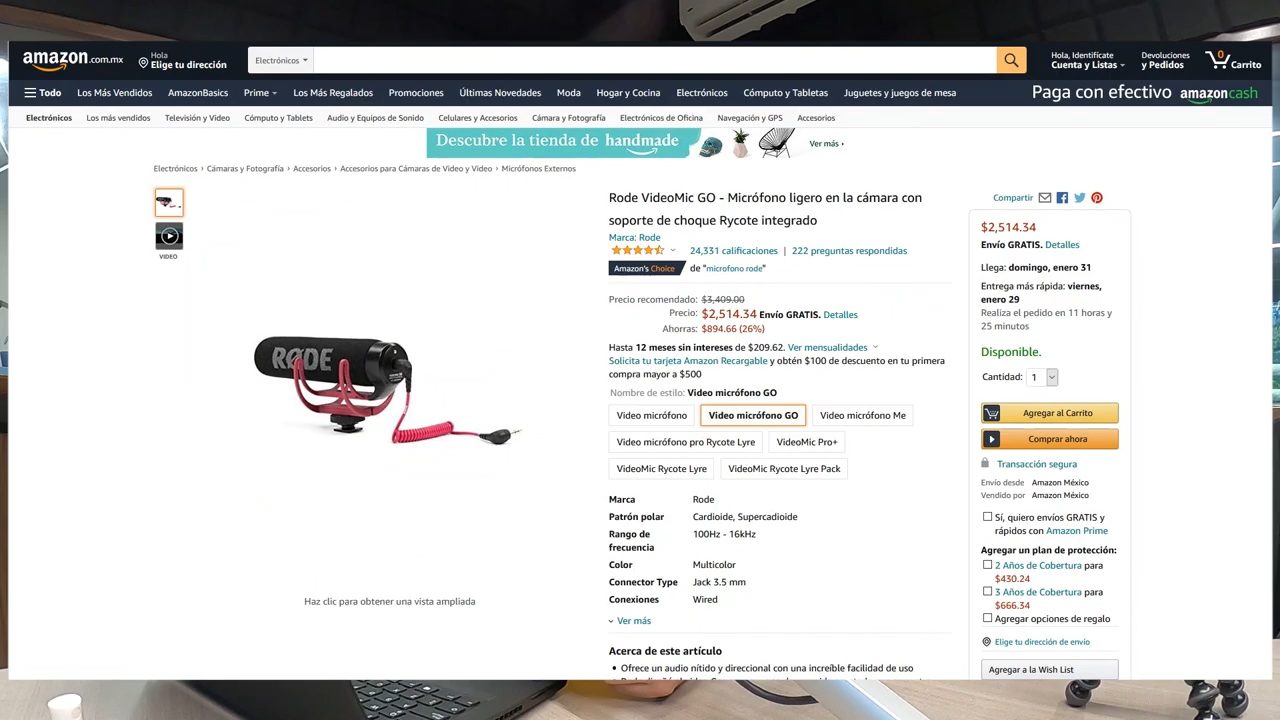 amazon.com.mx
Hola
Elige tu dirección
Electrónicos
Hola, Identifícate
Cuenta y Listas
Devoluciones
y Pedidos
0
Carrito
Todo
Los Más Vendidos
AmazonBasics
Prime
Los Más Regalados
Promociones
Últimas Novedades
Moda
Hogar y Cocina
Electrónicos
Cómputo y Tabletas
Juguetes y juegos de mesa
Pago con efectivo amazoncash
Electrónicos
Los más vendidos
Televisión y Video
Cómputo y Tablets
Audio y Equipos de Sonido
Celulares y Accesorios
Cámara y Fotografía
Electrónicos de Oficina
Navegación y GPS
Accesorios
Descubre la tienda de handmade
Ver más ›
Electrónicos › Cámaras y Fotografía › Accesorios › Accesorios para Cámaras de Video y Video › Micrófonos Externos
VIDEO
RØDE
Haz clic para obtener una vista ampliada
Rode VideoMic GO - Micrófono ligero en la cámara con
soporte de choque Rycote integrado
Marca: Rode
24,331 calificaciones | 222 preguntas respondidas
Amazon's Choice de "microfono rode"
Precio recomendado: $3,409.00
Precio: $2,514.34 Envío GRATIS. Detalles
Ahorras: $894.66 (26%)
Hasta 12 meses sin intereses de $209.62. Ver mensualidades
Solicita tu tarjeta Amazon Recargable y obtén $100 de descuento en tu primera
compra mayor a $500
Nombre de estilo: Video micrófono GO
Video micrófono
Video micrófono GO
Video micrófono Me
Video micrófono pro Rycote Lyre
VideoMic Pro+
VideoMic Rycote Lyre
VideoMic Rycote Lyre Pack
Marca Rode
Patrón polar Cardioide, Supercadioide
Rango de 100Hz - 16kHz
frecuencia
Color Multicolor
Connector Type Jack 3.5 mm
Conexiones Wired
Ver más
Acerca de este artículo
• Ofrece un audio nítido y direccional con una increíble facilidad de uso
Compartir
$2,514.34
Envío GRATIS. Detalles
Llega: domingo, enero 31
Entrega más rápida: viernes,
enero 29
Realiza el pedido en 11 horas y
25 minutos
Disponible.
Cantidad: 1
Agregar al Carrito
Comprar ahora
Transacción segura
Envío desde Amazon México
Vendido por Amazon México
Sí, quiero envíos GRATIS y
rápidos con Amazon Prime
Agregar un plan de protección:
2 Años de Cobertura para
$430.24
3 Años de Cobertura para
$666.34
Agregar opciones de regalo
Elige tu dirección de envío
Agregar a la Wish List